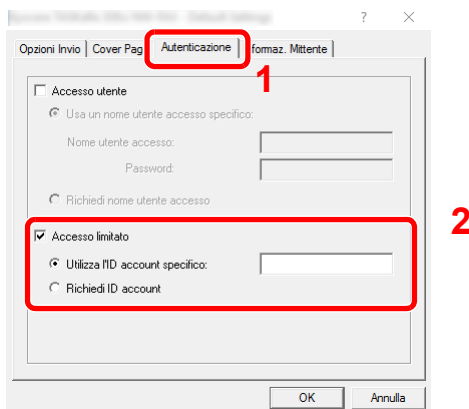 ? ×
Opzioni Invio Cover Pag Autenticazione formaz. Mittente
1
Accesso utente
Usa un nome utente accesso specifico:
Nome utente accesso:
Password:
Richiedi nome utente accesso
Accesso limitato
2
Utilizza l'ID account specifico:
Richiedi ID account
OK Annulla